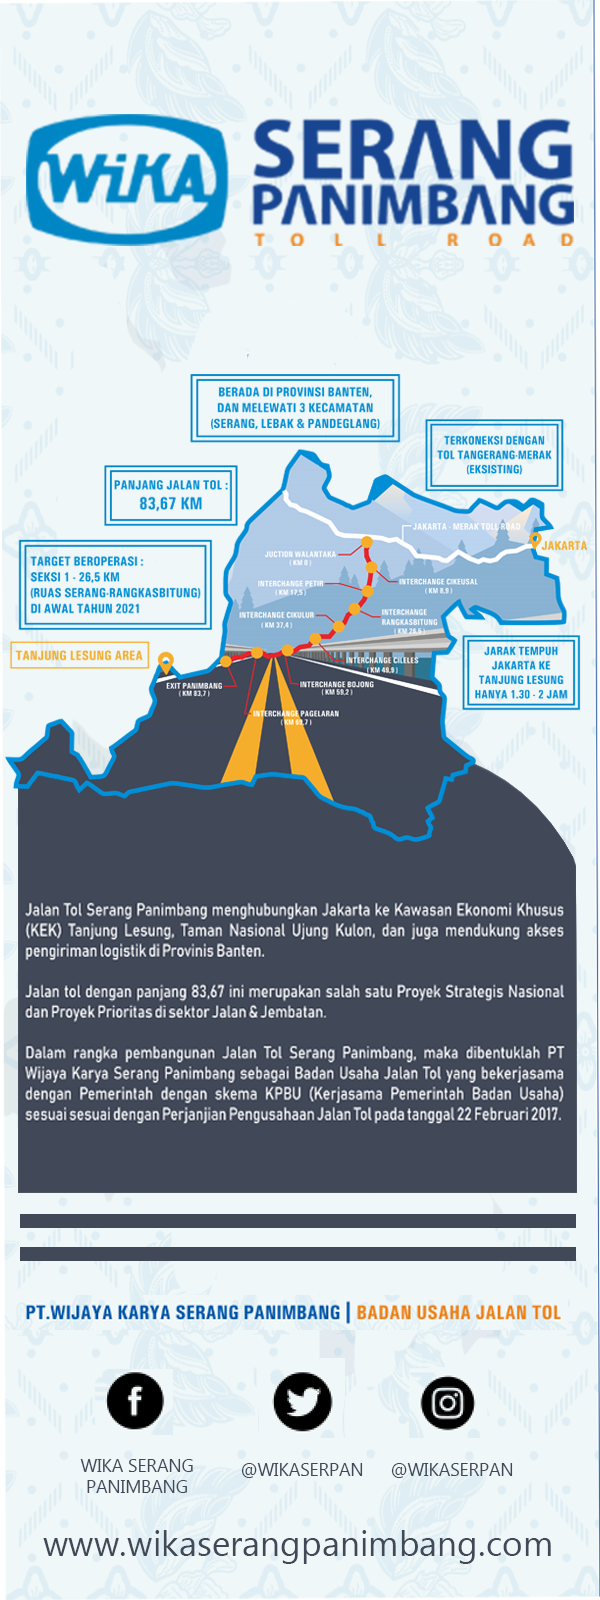 WiKA
SERANG
PANIMBANG
TOLL ROAD
BERADA DI PROVINSI BANTEN,
DAN MELEWATI 3 KECAMATAN
(SERANG, LEBAK & PANDEGLANG)
TERKONEKSI DENGAN
TOL TANGERANG-MERAK
(EKSISTING)
PANJANG JALAN TOL :
83,67 KM
JAKARTA - MERAK TOLL ROAD
JAKARTA
TARGET BEROPERASI :
SEKSI 1 - 26,5 KM
(RUAS SERANG-RANGKASBITUNG)
DI AWAL TAHUN 2021
JUCTION WALANTAKA
( KM 0 )
INTERCHANGE PETIR
( KM 17,5 )
INTERCHANGE CIKEUSAL
( KM 8,9 )
INTERCHANGE CIKULUR
( KM 37,4 )
INTERCHANGE
RANGKASBITUNG
( KM 26,5 )
TANJUNG LESUNG AREA
INTERCHANGE CILELES
( KM 49,9 )
JARAK TEMPUH
JAKARTA KE
TANJUNG LESUNG
HANYA 1.30 - 2 JAM
EXIT PANIMBANG
( KM 83,7 )
INTERCHANGE BOJONG
( KM 59,2 )
INTERCHANGE PAGELARAN
Jalan Tol Serang Panimbang menghubungkan Jakarta ke Kawasan Ekonomi Khusus
(KEK) Tanjung Lesung, Taman Nasional Ujung Kulon, dan juga mendukung akses
pengiriman logistik di Provinis Banten.
Jalan tol dengan panjang 83,67 ini merupakan salah satu Proyek Strategis Nasional
dan Proyek Prioritas di sektor Jalan & Jembatan.
Dalam rangka pembangunan Jalan Tol Serang Panimbang, maka dibentuklah PT
Wijaya Karya Serang Panimbang sebagai Badan Usaha Jalan Tol yang bekerjasama
dengan Pemerintah dengan skema KPBU (Kerjasama Pemerintah Badan Usaha)
sesuai sesuai dengan Perjanjian Pengusahaan Jalan Tol pada tanggal 22 Februari 2017.
PT.WIJAYA KARYA SERANG PANIMBANG | BADAN USAHA JALAN TOL
WIKA SERANG
PANIMBANG
@WIKASERPAN
@WIKASERPAN
www.wikaserangpanimbang.com